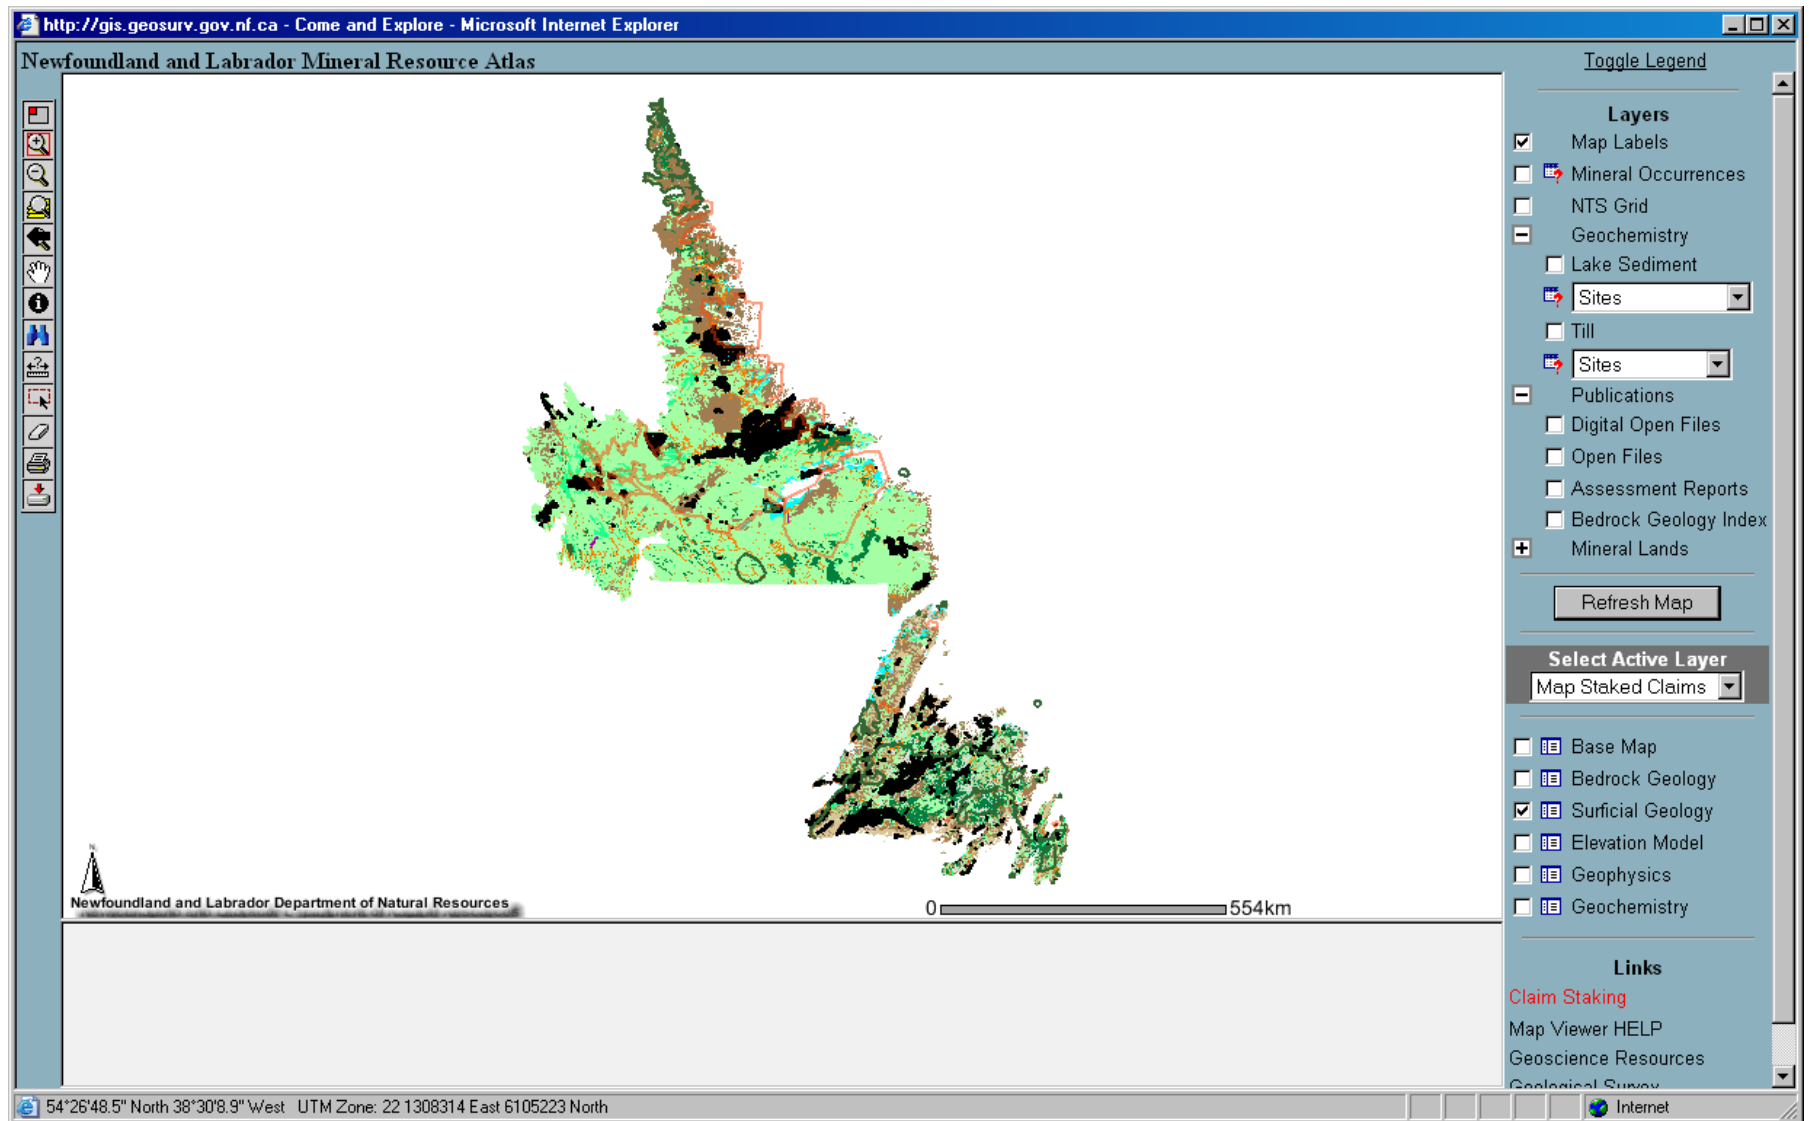 http://gis.geosurv.gov.nf.ca - Come and Explore - Microsoft Internet Explorer
Newfoundland and Labrador Mineral Resource Atlas
Toggle Legend
Layers
Map Labels
Mineral Occurrences
NTS Grid
Geochemistry
Lake Sediment
Sites
Till
Sites
Publications
Digital Open Files
Open Files
Assessment Reports
Bedrock Geology Index
Mineral Lands
Refresh Map
Select Active Layer
Map Staked Claims
Base Map
Bedrock Geology
Surficial Geology
Elevation Model
Geophysics
Geochemistry
Links
Claim Staking
Map Viewer HELP
Geoscience Resources
Geological Survey
N
Newfoundland and Labrador Department of Natural Resources
0 554km
54°26'48.5" North 38°30'8.9" West UTM Zone: 22 1308314 East 6105223 North
Internet